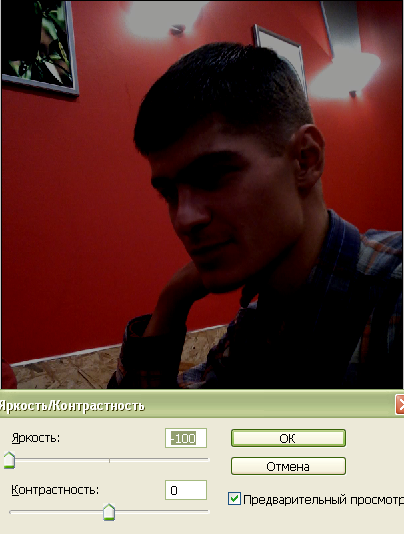 Яркость/Контрастность
Яркость:
-100
OK
Отмена
Контрастность:
0
Предварительный просмотр